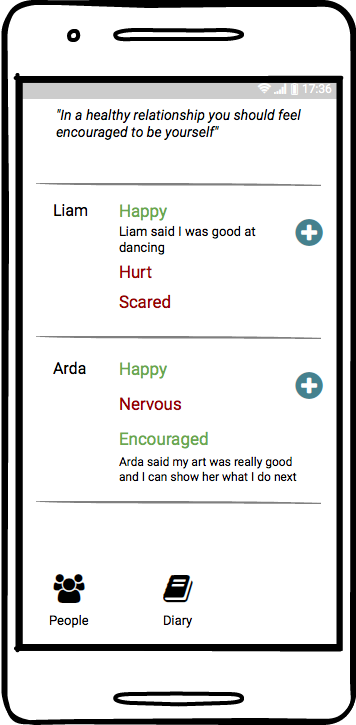 17:36
"In a healthy relationship you should feel
encouraged to be yourself"
Liam
Happy
Liam said I was good at
dancing
Hurt
Scared
Arda
Happy
Nervous
Encouraged
Arda said my art was really good
and I can show her what I do next
People
Diary